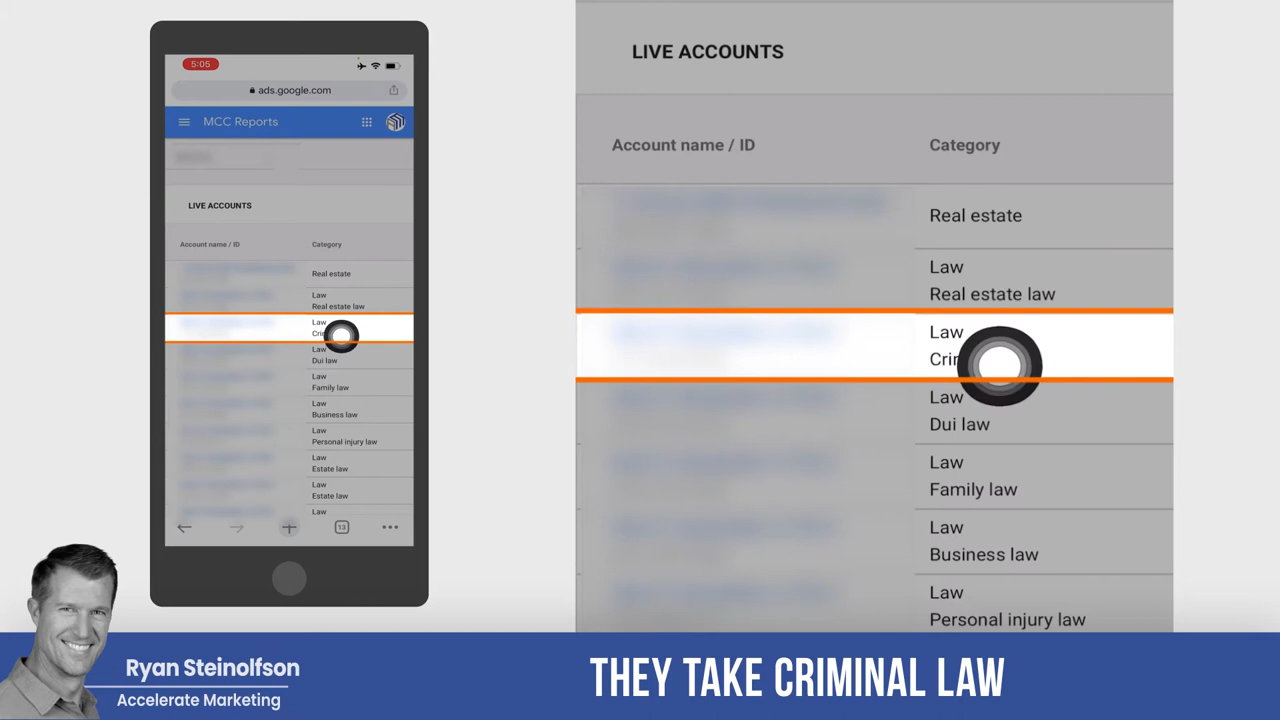 5:05
ads.google.com
MCC Reports
LIVE ACCOUNTS
Account name / ID Category
Real estate
Law
Real estate law
Law
Law
Dui law
Law
Family law
Law
Business law
Law
Personal injury law
Law
Estate law
Law
Estate law
Law
13
LIVE ACCOUNTS
Account name / ID Category
Real estate
Law
Real estate law
Law
Law
Dui law
Law
Family law
Law
Business law
Law
Personal injury law
Ryan Steinolfson
Accelerate Marketing
THEY TAKE CRIMINAL LAW